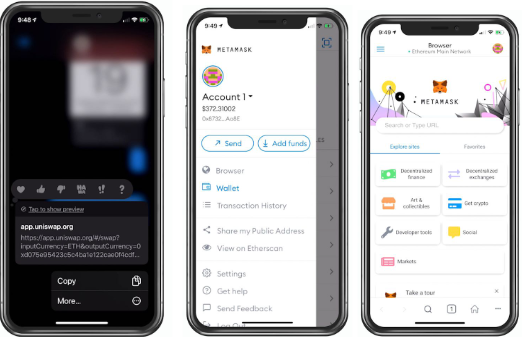 9:48
19
Tap to show preview
app.uniswap.org
https://app.uniswap.org/#/swap?
inputCurrency=ETH&outputCurrency=0
Copy
More...
9:49
METAMASK
Account 1
$372.31002
Send
Add funds
Browser
Wallet
Transaction History
Share my Public Address
View on Etherscan
Settings
Get help
Send Feedback
Log Out
9:49
Browser
Ethereum Main Network
METAMASK
Search or Type URL
Explore sites
Favorites
Decentralized
finance
Decentralized
exchanges
Art &
collectibles
Get crypto
Developer tools
Social
Markets
Take a tour
1